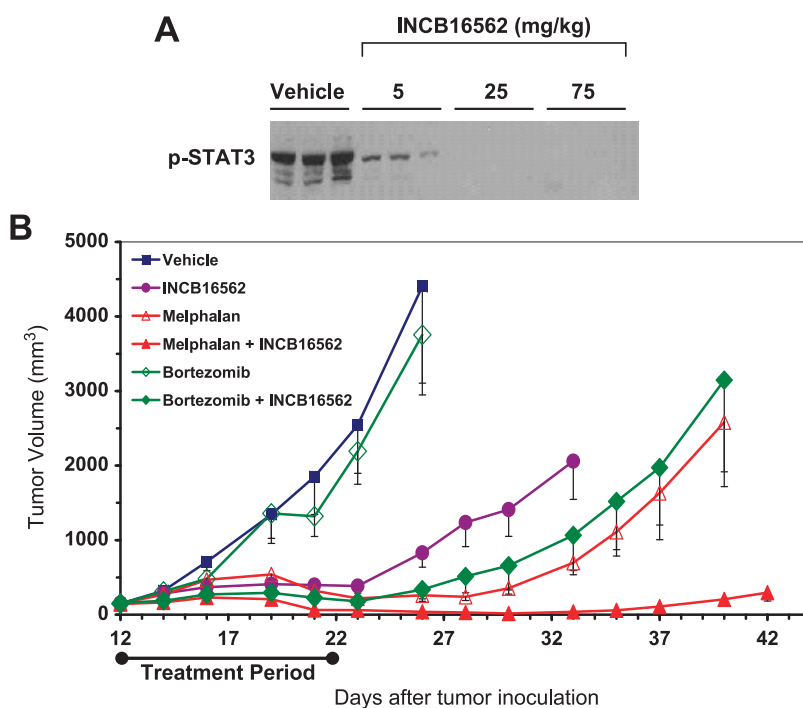 A
INCB16562 (mg/kg)
Vehicle 5 25 75
p-STAT3
B
5000
4000
3000
2000
1000
0
Tumor Volume (mm³)
Vehicle
INCB16562
Melphalan
Melphalan + INCB16562
Bortezomib
Bortezomib + INCB16562
12 17 22 27 32 37 42
Treatment Period
Days after tumor inoculation